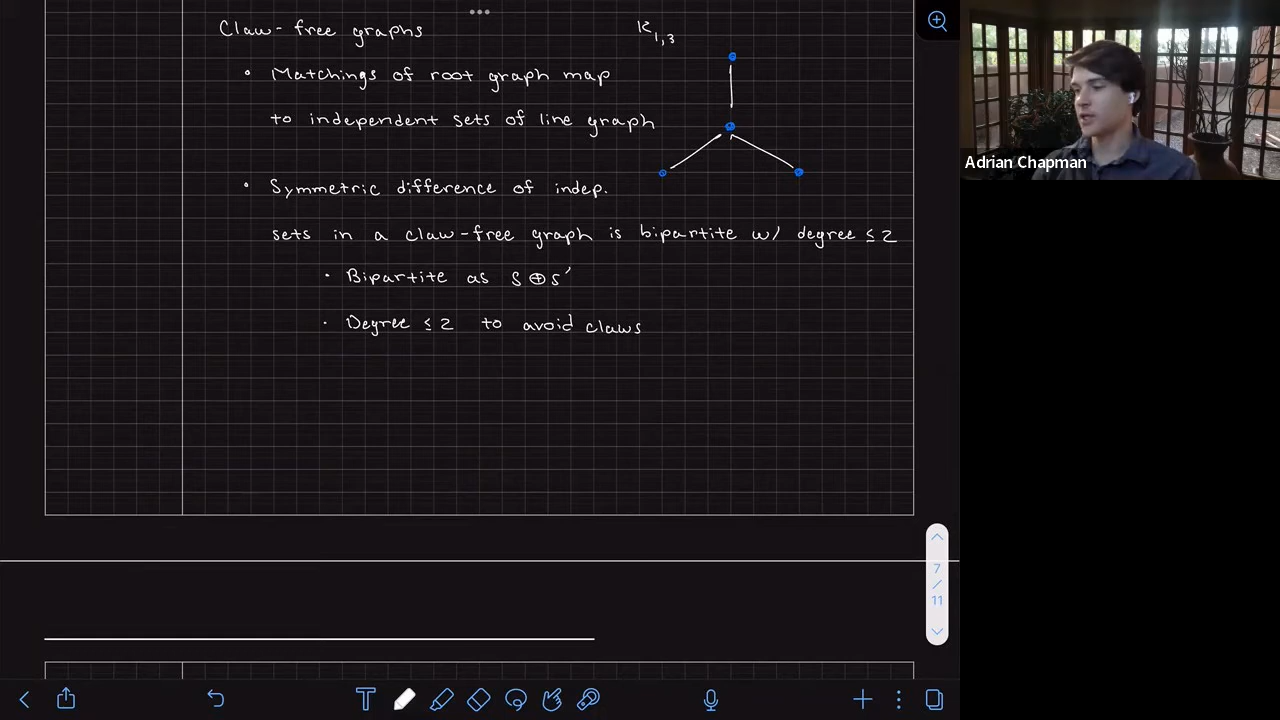 Claw-free graphs
K1,3
• Matchings of root graph map
to independent sets of line graph
• Symmetric difference of indep.
sets in a claw-free graph is bipartite w/ degree ≤ 2
• Bipartite as S ⊕ S'
• Degree ≤ 2 to avoid claws
Adrian Chapman
7
/
11
T